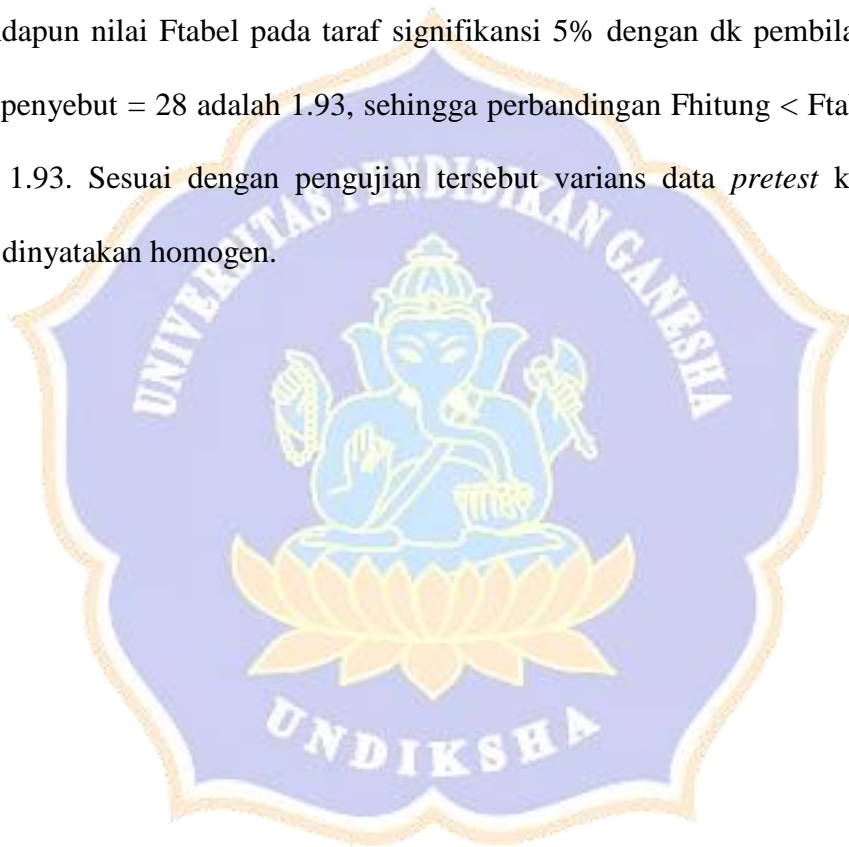 dapun nilai Ftabel pada taraf signifikansi 5% dengan dk pembila
penyebut = 28 adalah 1.93, sehingga perbandingan Fhitung < Fta
1.93. Sesuai dengan pengujian tersebut varians data pretest k
dinyatakan homogen.
UNIVERSITAS PENDIDIKAN GANESHA
UNDIKSHA